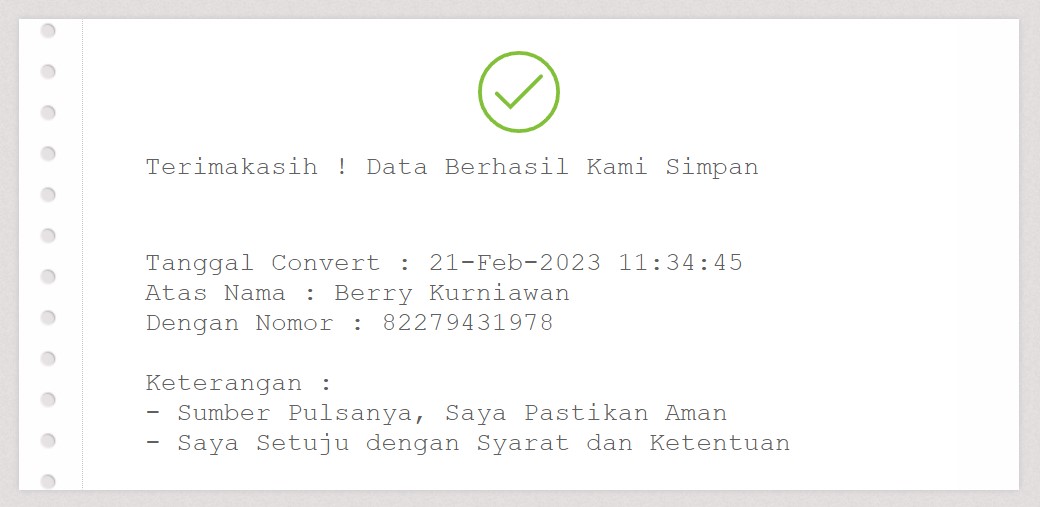 Terimakasih ! Data Berhasil Kami Simpan
Tanggal Convert : 21-Feb-2023 11:34:45
Atas Nama : Berry Kurniawan
Dengan Nomor : 82279431978
Keterangan :
- Sumber Pulsanya, Saya Pastikan Aman
- Saya Setuju dengan Syarat dan Ketentuan